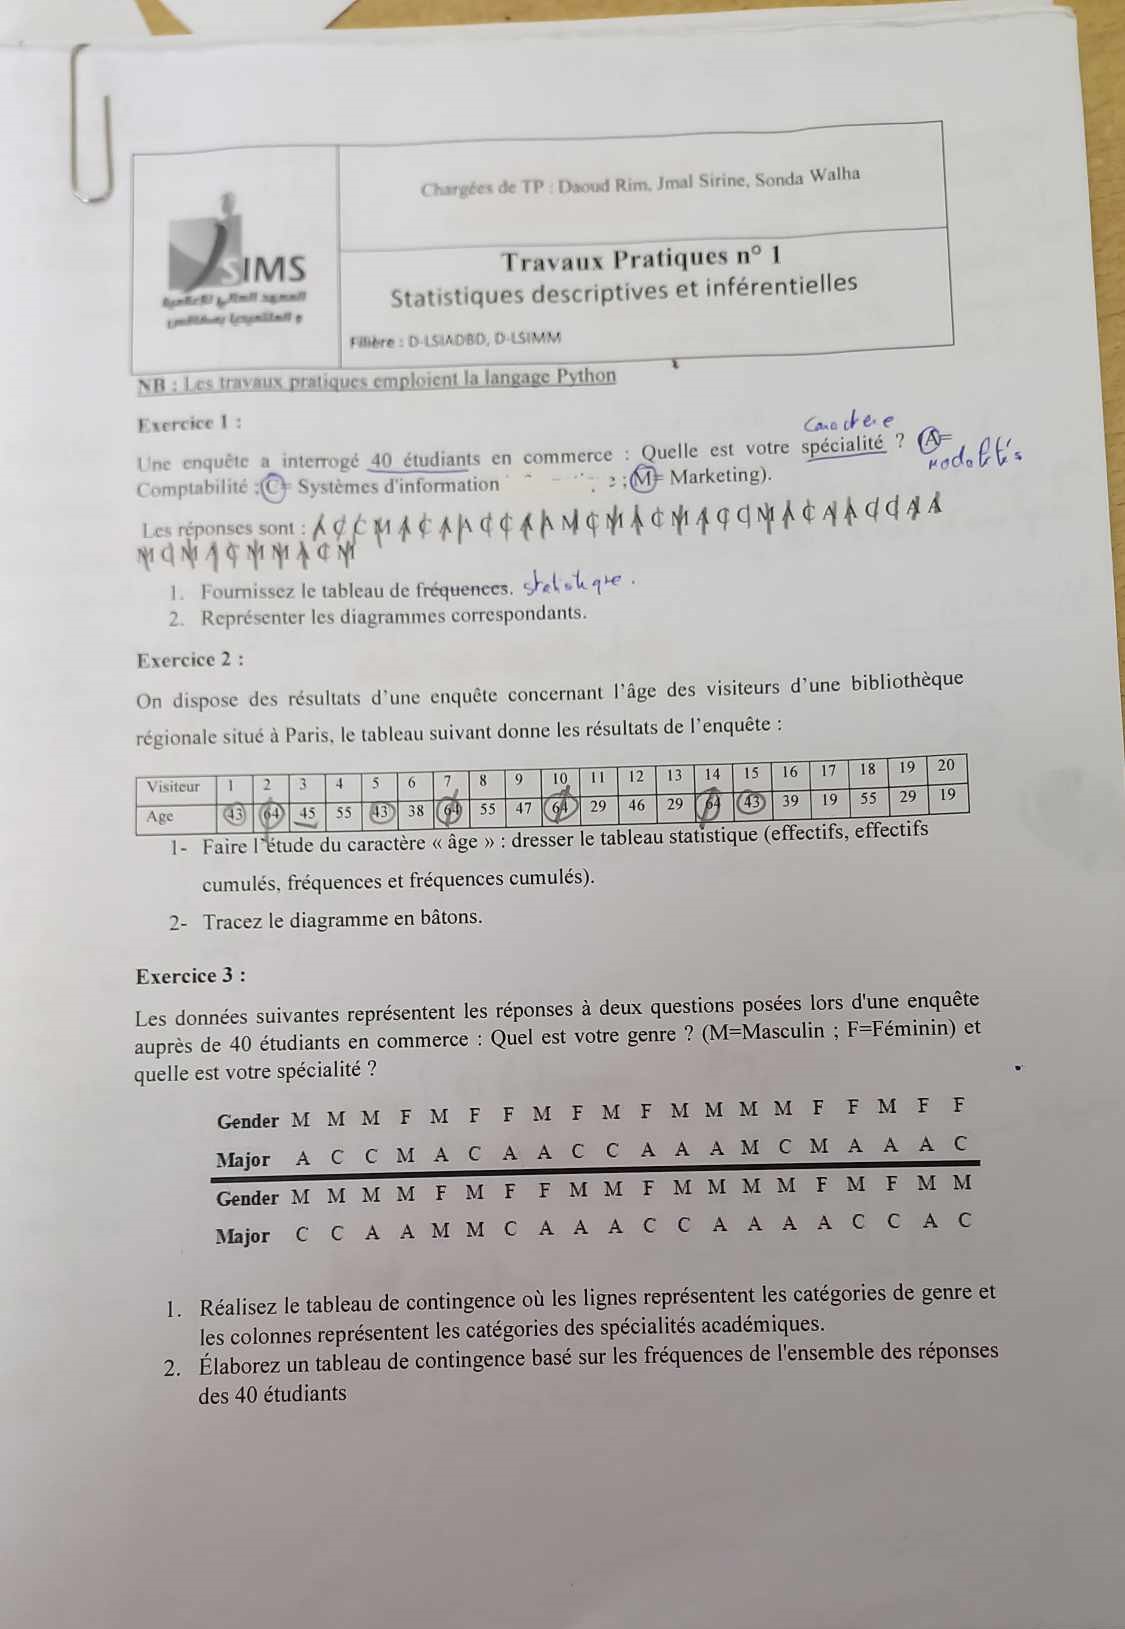 Chargées de TP : Daoud Rim, Jmal Sirine, Sonda Walha
SIMS
Travaux Pratiques n° 1
Statistiques descriptives et inférentielles
Filière : D-LSIADBD, D-LSIMM
NB : Les travaux pratiques emploient la langage Python
Exercice 1 :
caractere
Une enquête a interrogé 40 étudiants en commerce : Quelle est votre spécialité ? (A=
modalités
Comptabilité ; C= Systèmes d'information ; M= Marketing).
Les réponses sont :
1. Fournissez le tableau de fréquences. statistique.
2. Représenter les diagrammes correspondants.
Exercice 2 :
On dispose des résultats d'une enquête concernant l'âge des visiteurs d'une bibliothèque
régionale situé à Paris, le tableau suivant donne les résultats de l'enquête :
Visiteur 1 2 3 4 5 6 7 8 9 10 11 12 13 14 15 16 17 18 19 20
Age 43 64 45 55 43 38 64 55 47 64 29 46 29 64 43 39 19 55 29 19
1- Faire l'étude du caractère « âge » : dresser le tableau statistique (effectifs, effectifs
cumulés, fréquences et fréquences cumulés).
2- Tracez le diagramme en bâtons.
Exercice 3 :
Les données suivantes représentent les réponses à deux questions posées lors d'une enquête
auprès de 40 étudiants en commerce : Quel est votre genre ? (M=Masculin ; F=Féminin) et
quelle est votre spécialité ?
Gender M M M F M F F M F M F M M M M F F M F F
Major A C C M A C A A C C A A A M C M A A A C
Gender M M M M F M F F M M F M M M M F M F M M
Major C C A A M M C A A A C C A A A A C C A C
1. Réalisez le tableau de contingence où les lignes représentent les catégories de genre et
les colonnes représentent les catégories des spécialités académiques.
2. Élaborez un tableau de contingence basé sur les fréquences de l'ensemble des réponses
des 40 étudiants